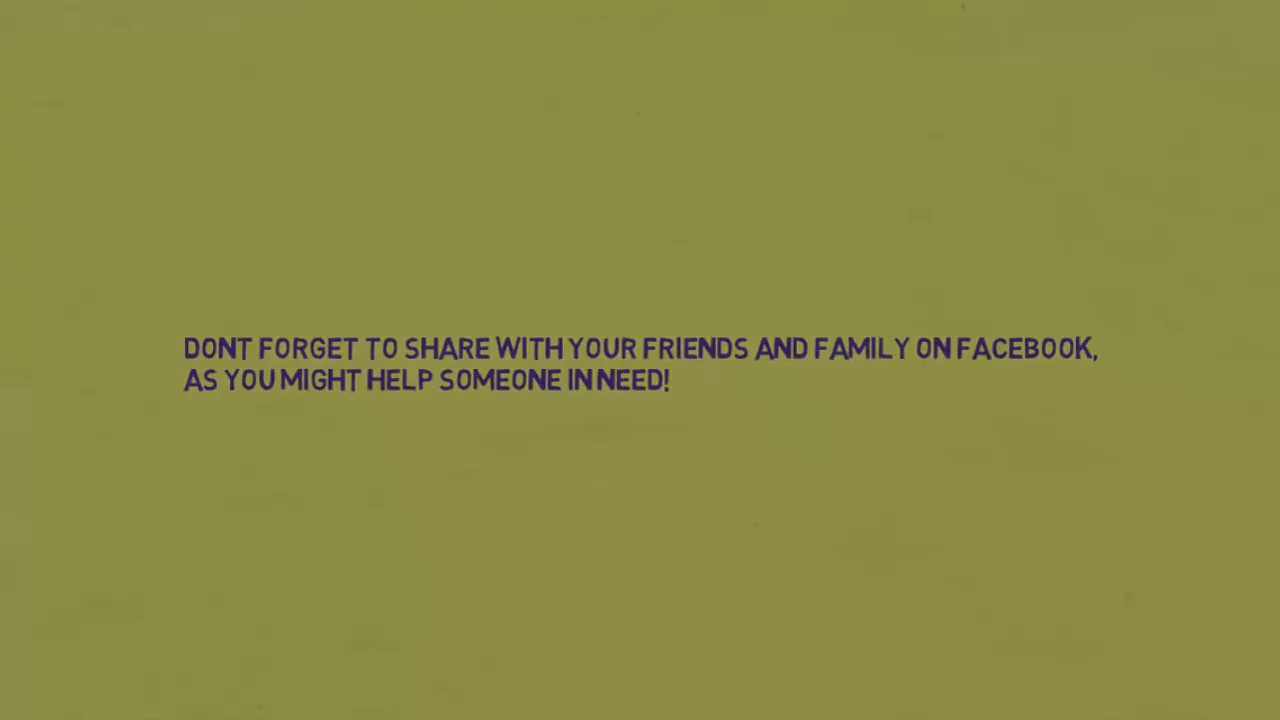 DONT FORGET TO SHARE WITH YOUR FRIENDS AND FAMILY ON FACEBOOK,
AS YOU MIGHT HELP SOMEONE IN NEED!